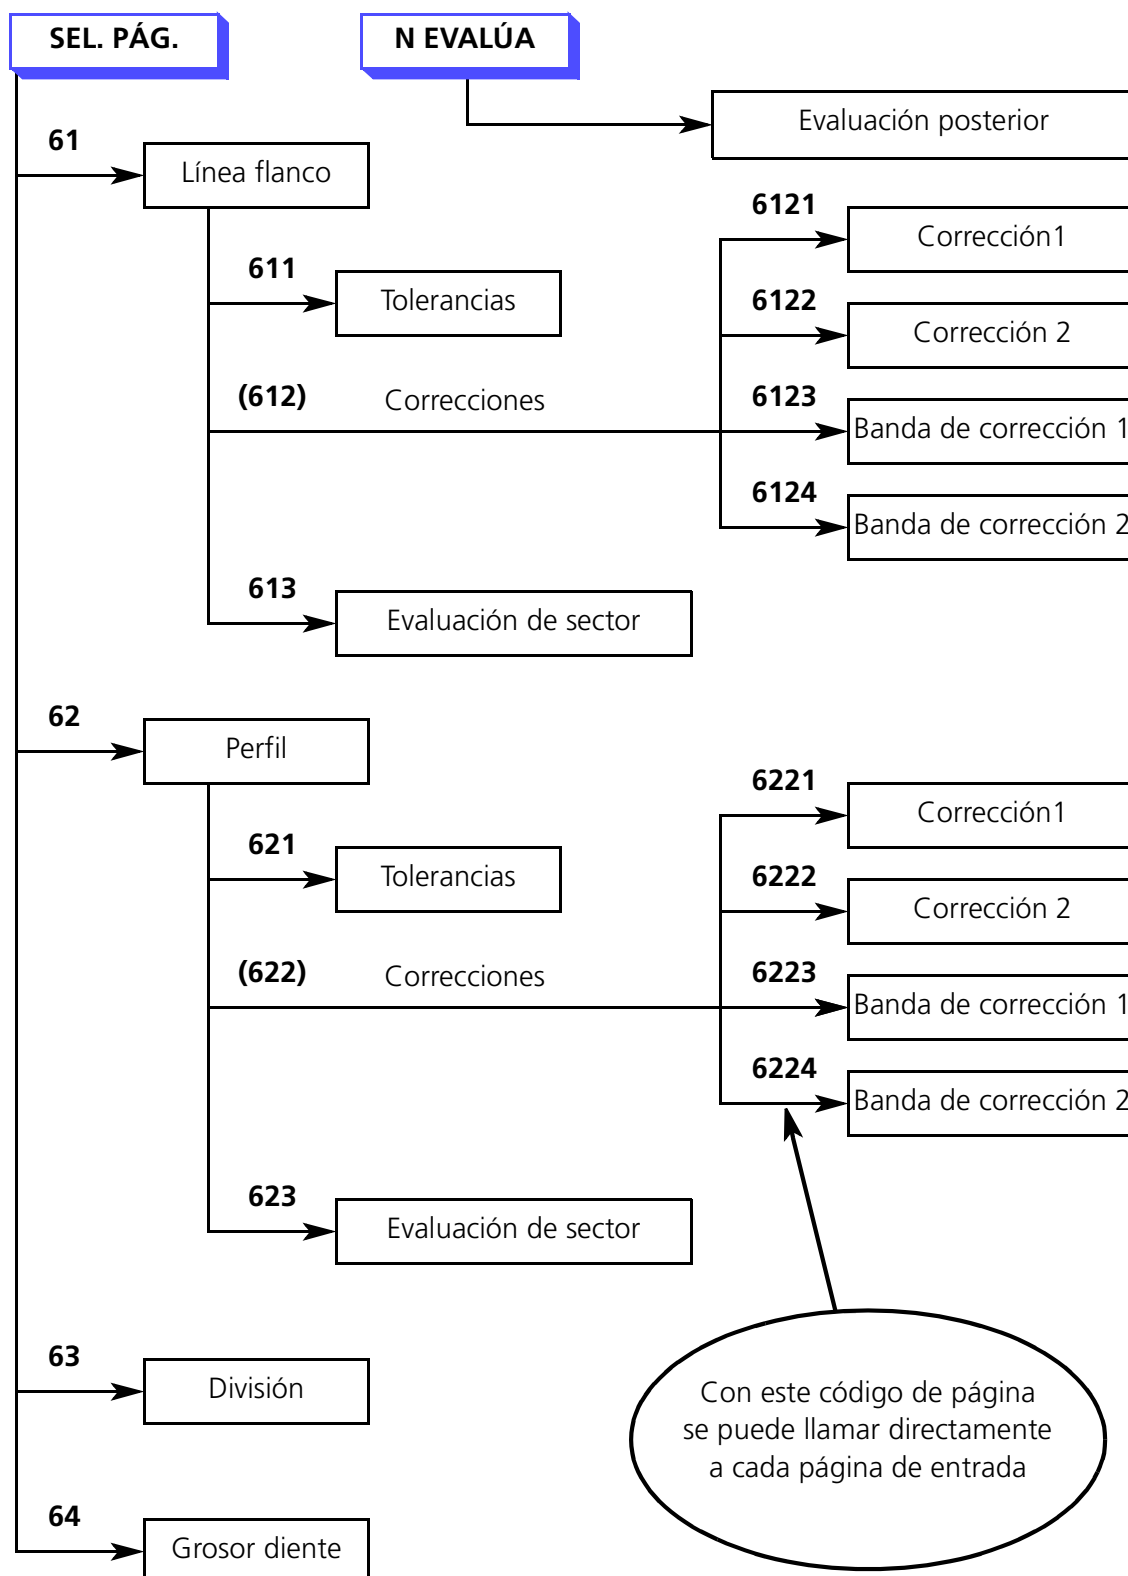 SEL. PÁG.
N EVALÚA
Evaluación posterior
61
Línea flanco
6121
Corrección1
611
Tolerancias
6122
Corrección 2
(612)
Correcciones
6123
Banda de corrección 1
6124
Banda de corrección 2
613
Evaluación de sector
62
Perfil
6221
Corrección1
621
Tolerancias
6222
Corrección 2
(622)
Correcciones
6223
Banda de corrección 1
6224
Banda de corrección 2
623
Evaluación de sector
63
División
Con este código de página
se puede llamar directamente
a cada página de entrada
64
Grosor diente